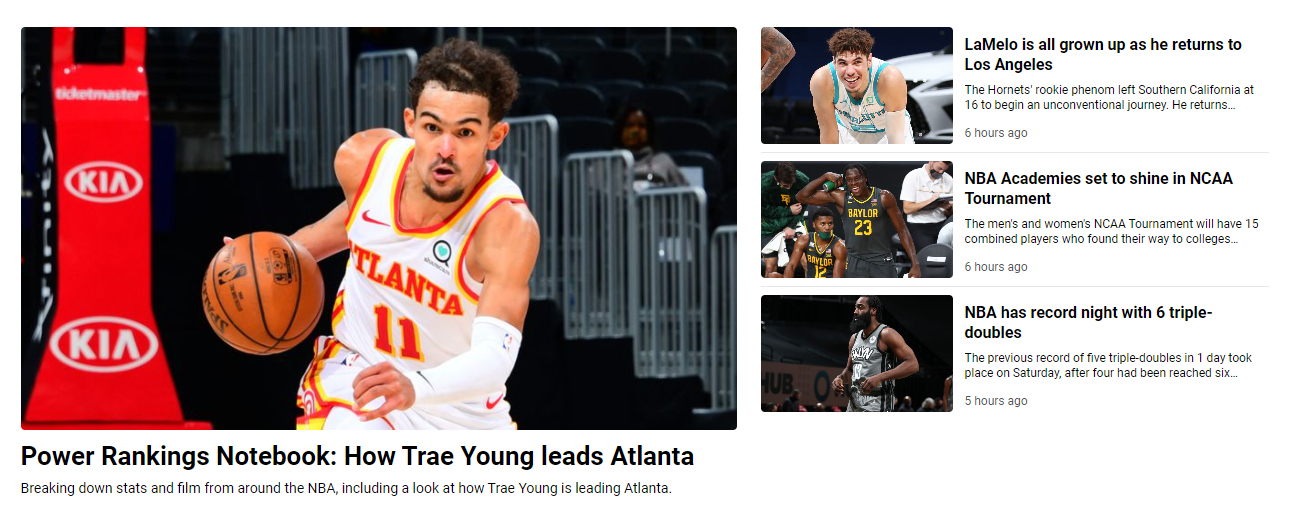 ticketmaster
KIA
KIA
SPALDING
abumcare
ATLANTA
11
Power Rankings Notebook: How Trae Young leads Atlanta
Breaking down stats and film from around the NBA, including a look at how Trae Young is leading Atlanta.
LaMelo is all grown up as he returns to
Los Angeles
The Hornets' rookie phenom left Southern California at
16 to begin an unconventional journey. He returns...
6 hours ago
BAYLOR
23
BAYLOR
12
NBA Academies set to shine in NCAA
Tournament
The men's and women's NCAA Tournament will have 15
combined players who found their way to colleges...
6 hours ago
HUB
NBA has record night with 6 triple-
doubles
The previous record of five triple-doubles in 1 day took
place on Saturday, after four had been reached six...
5 hours ago